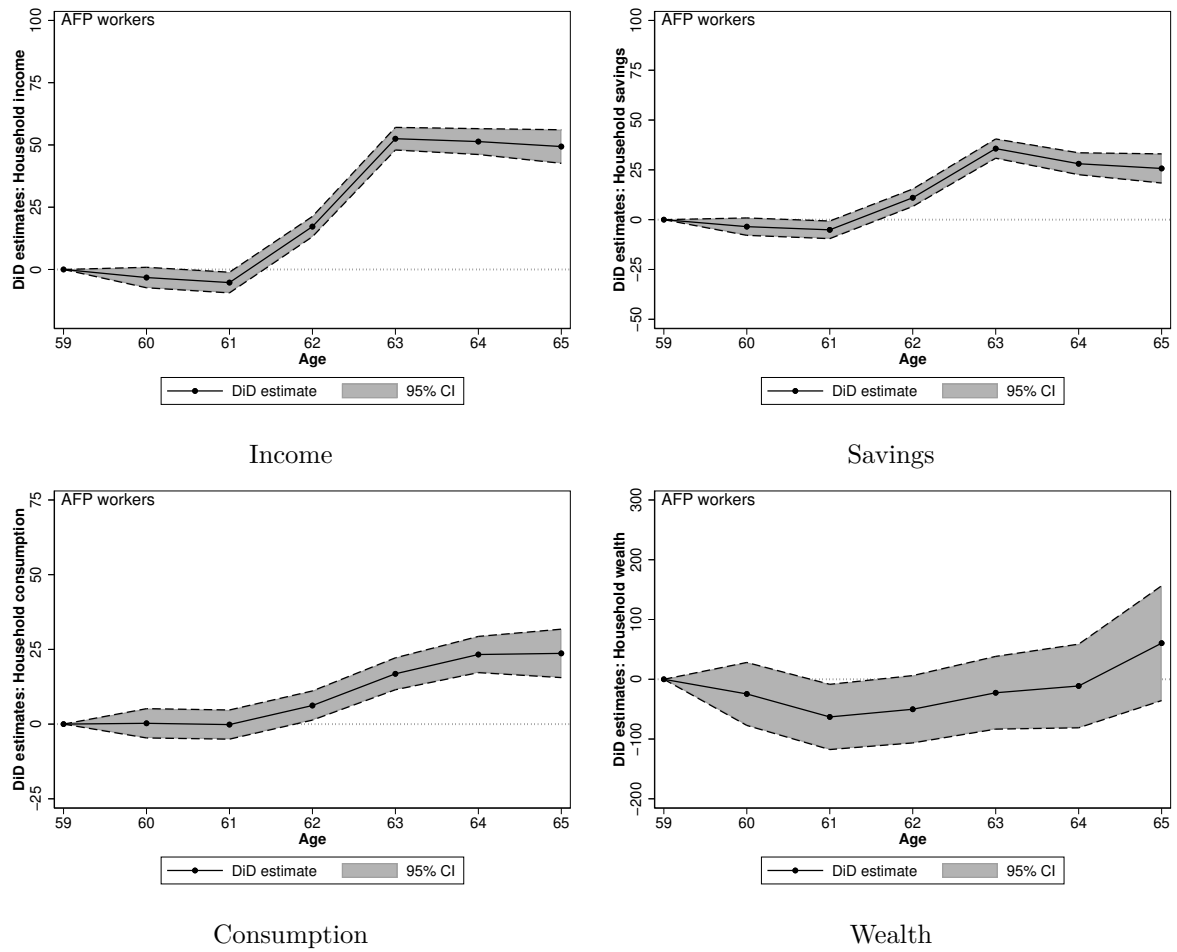 AFP workers
DiD estimates: Household income
100
75
50
25
0
59 60 61 62 63 64 65
Age
DiD estimate 95% CI
Income
AFP workers
DiD estimates: Household savings
100
75
50
25
0
−25
−50
59 60 61 62 63 64 65
Age
DiD estimate 95% CI
Savings
AFP workers
DiD estimates: Household consumption
75
50
25
0
−25
59 60 61 62 63 64 65
Age
DiD estimate 95% CI
Consumption
AFP workers
DiD estimates: Household wealth
300
200
100
0
−100
−200
59 60 61 62 63 64 65
Age
DiD estimate 95% CI
Wealth